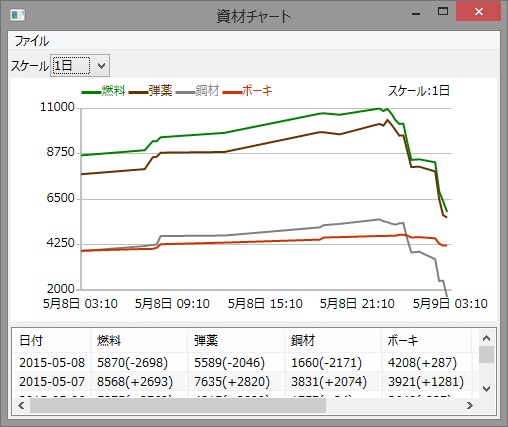 資材チャート
ファイル
スケール 1日
燃料 弾薬 鋼材 ボーキ スケール:1日
11000
8750
6500
4250
2000
5月8日 03:10 5月8日 09:10 5月8日 15:10 5月8日 21:10 5月9日 03:10
日付 燃料 弾薬 鋼材 ボーキ
2015-05-08 5870(-2698) 5589(-2046) 1660(-2171) 4208(+287)
2015-05-07 8568(+2693) 7635(+2820) 3831(+2074) 3921(+1281)